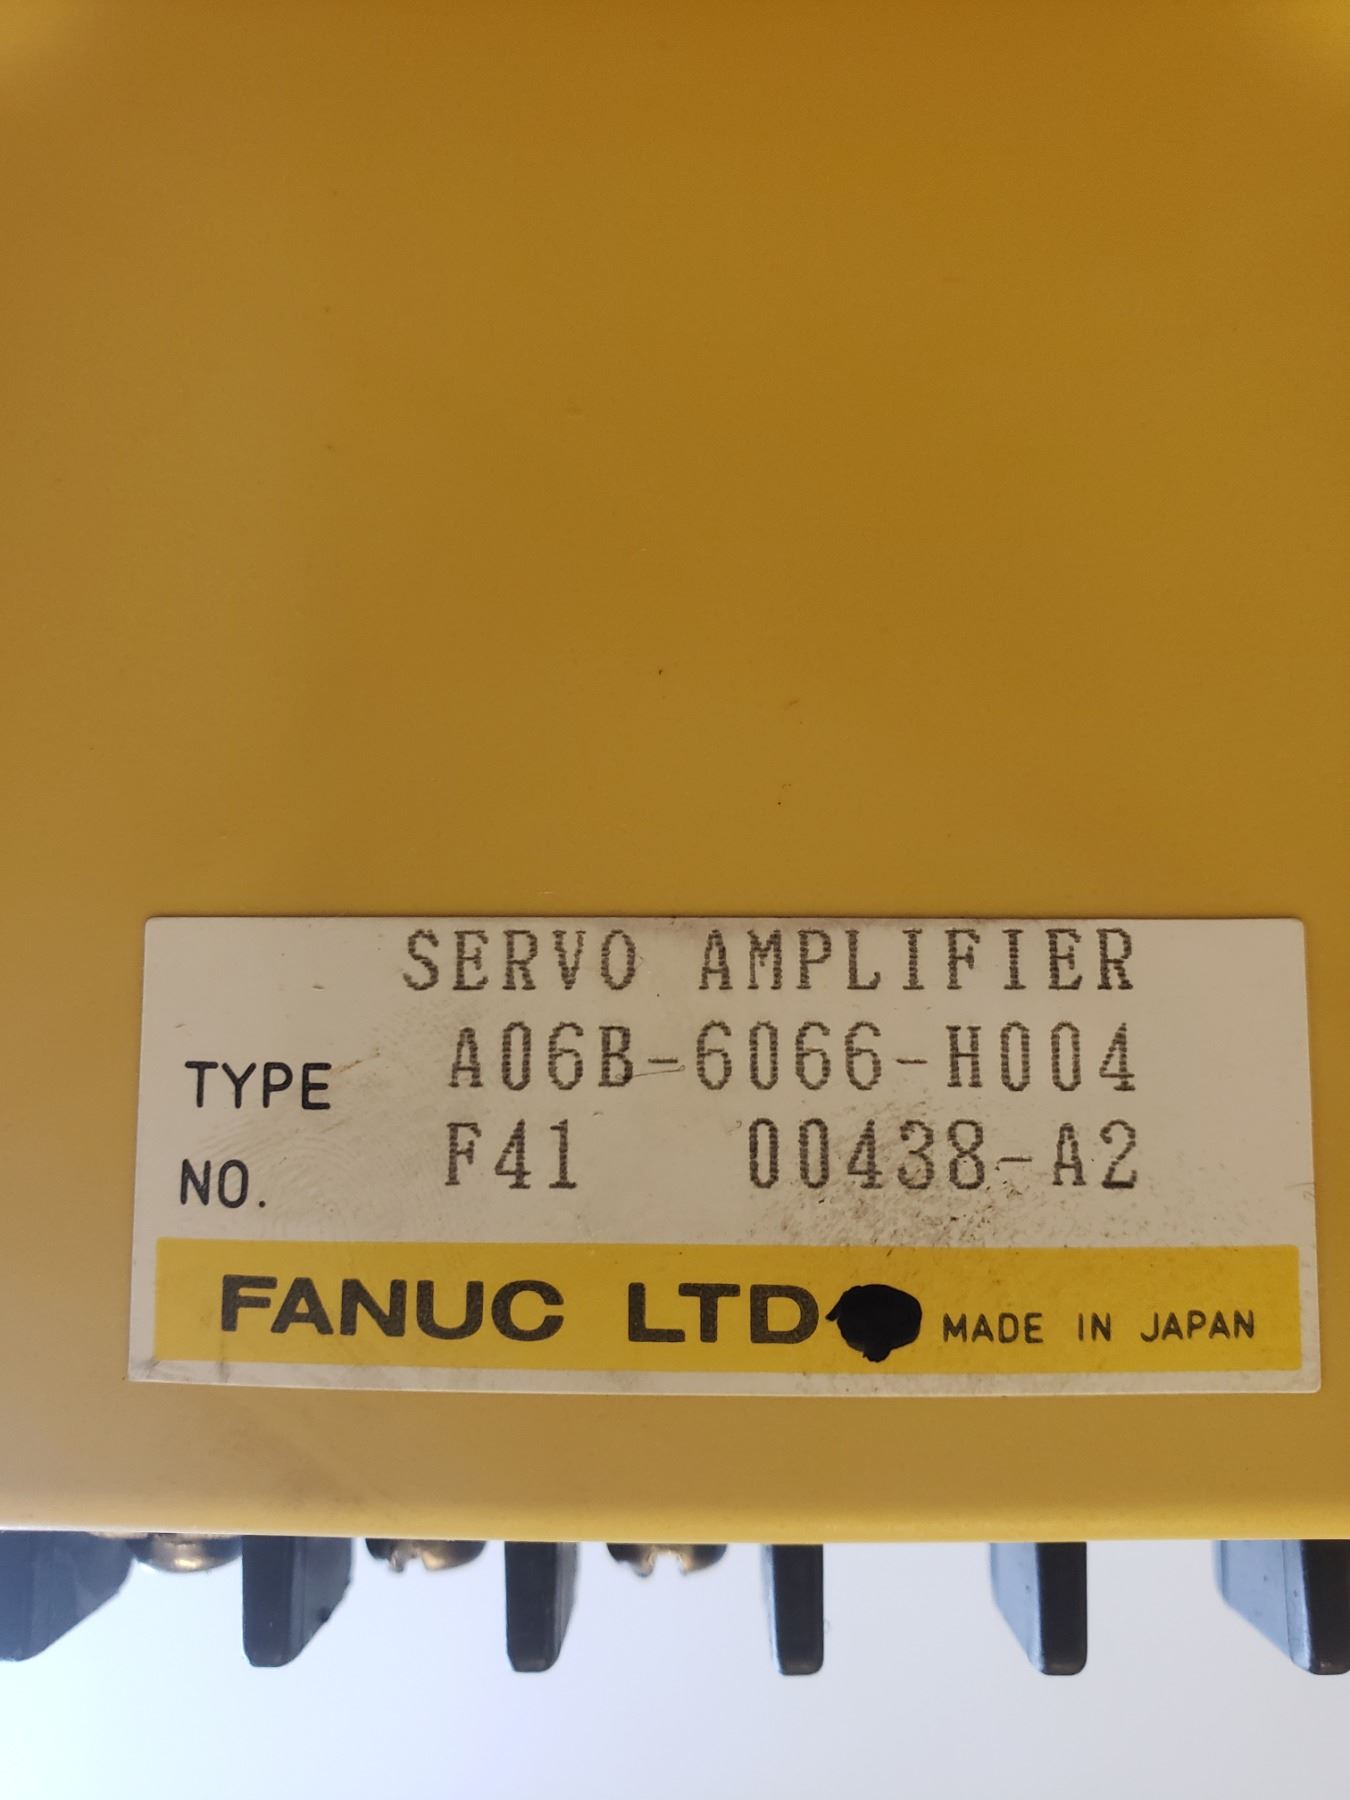 SERVO AMPLIFIER
TYPE A06B-6066-H004
NO. F41 00438-A2
FANUC LTD MADE IN JAPAN